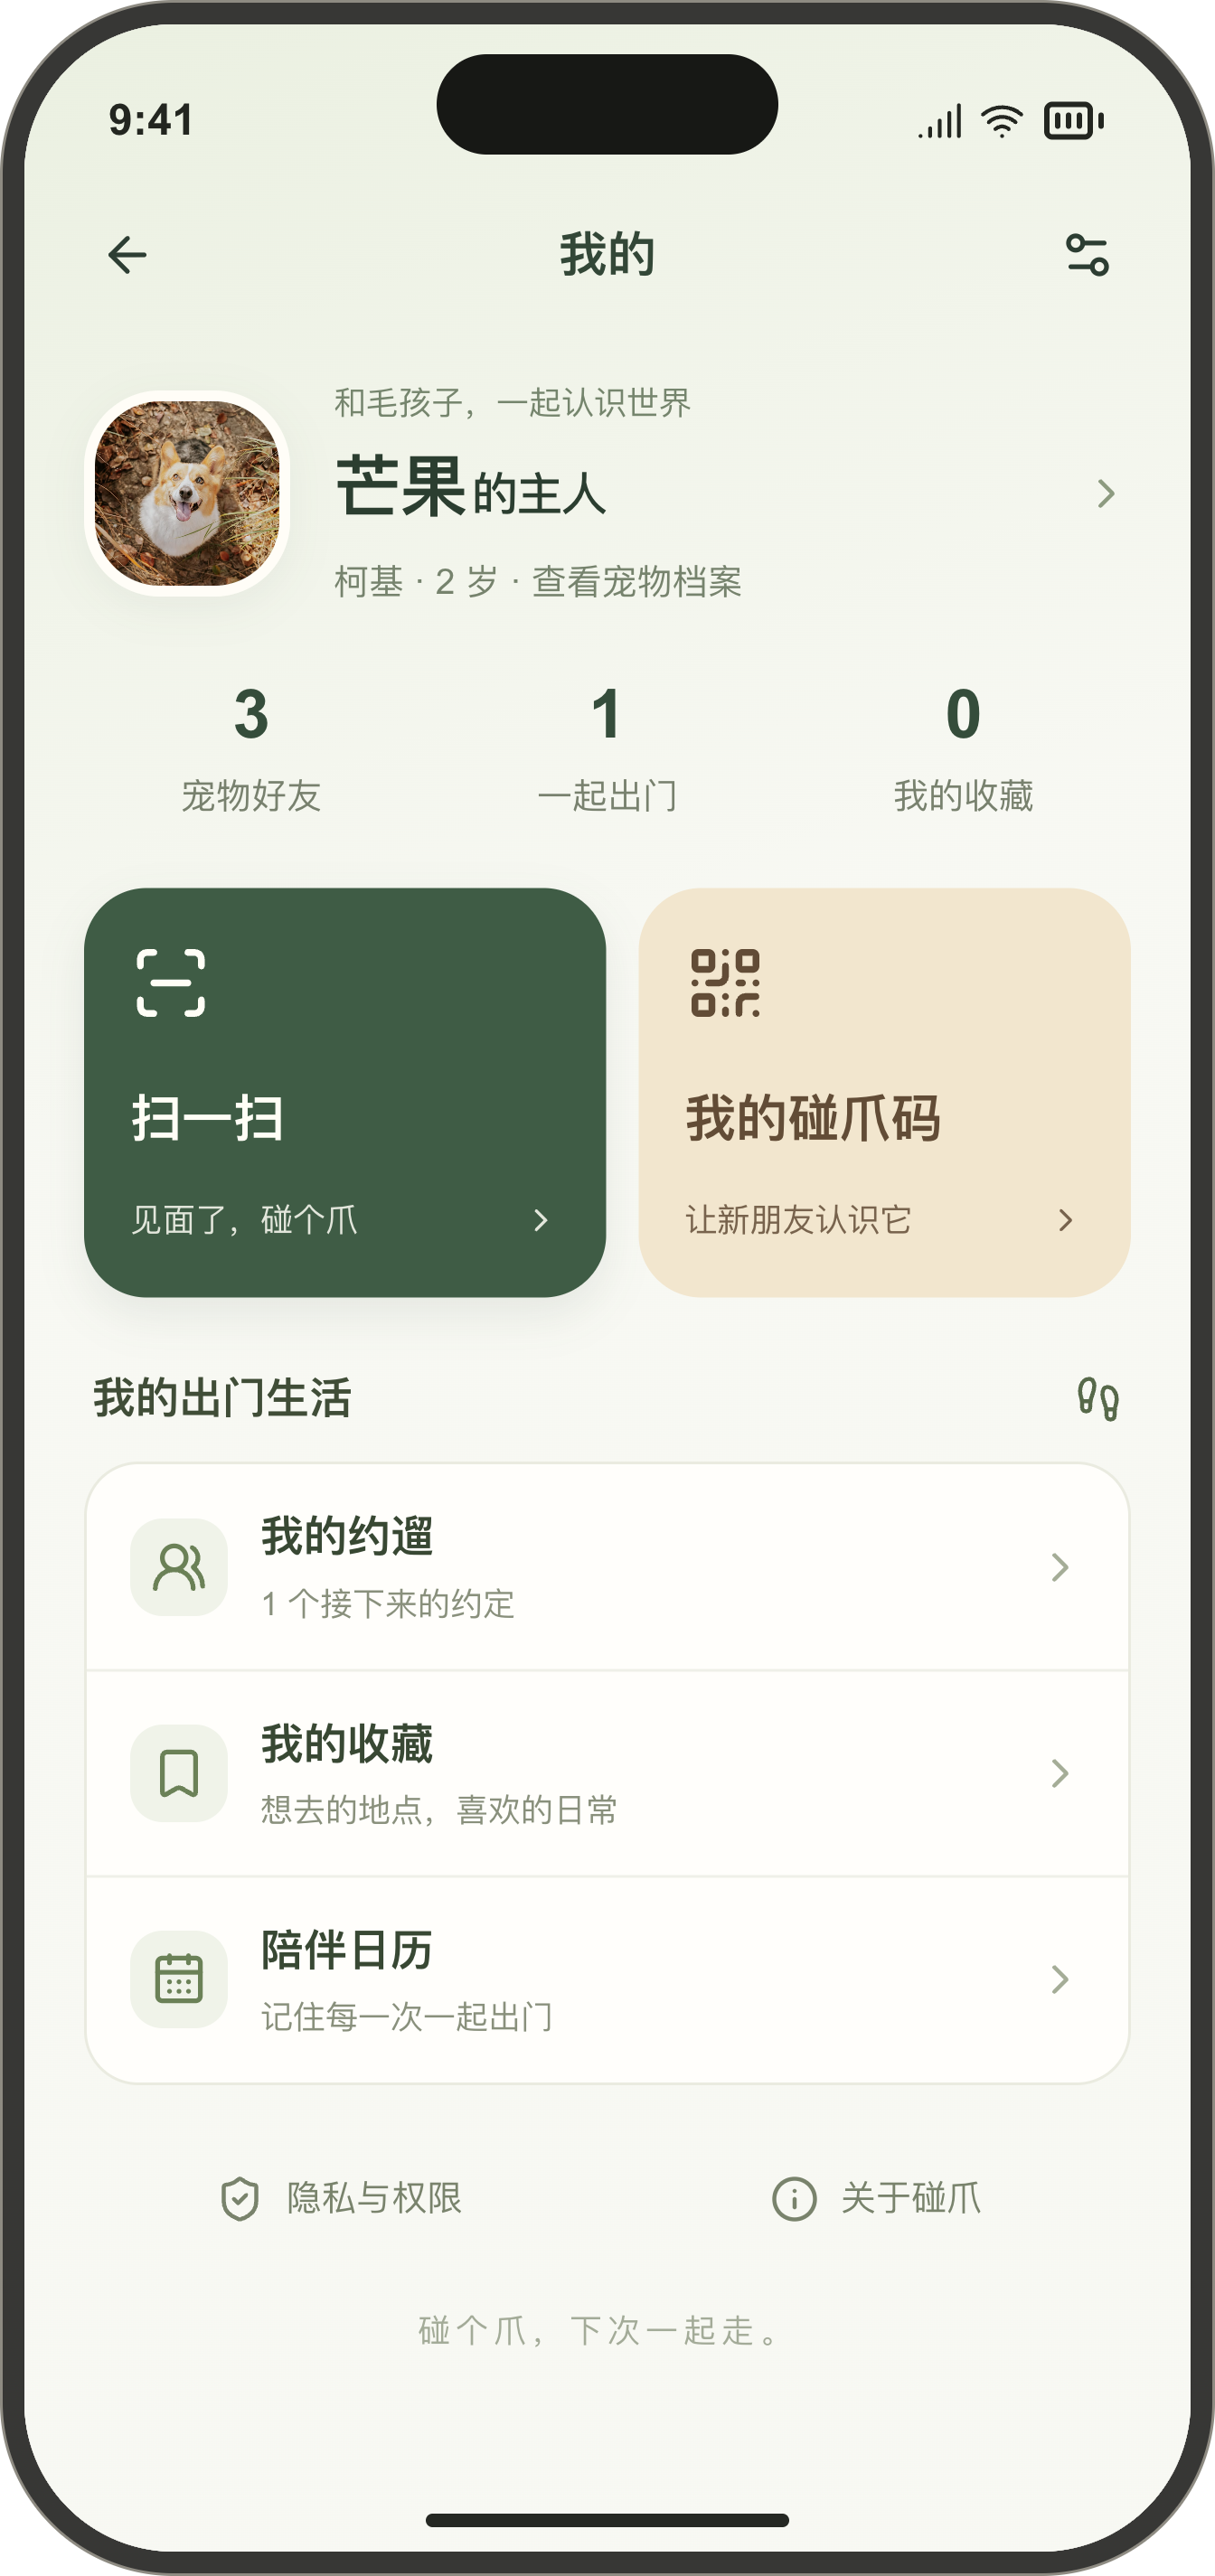 9:41
我的
和毛孩子，一起认识世界
芒果的主人
柯基 · 2 岁 · 查看宠物档案
3
宠物好友
1
一起出门
0
我的收藏
扫一扫
见面了，碰个爪
我的碰爪码
让新朋友认识它
我的出门生活
我的约遛
1 个接下来的约定
我的收藏
想去的地点，喜欢的日常
陪伴日历
记住每一次一起出门
隐私与权限
关于碰爪
碰个爪，下次一起走。